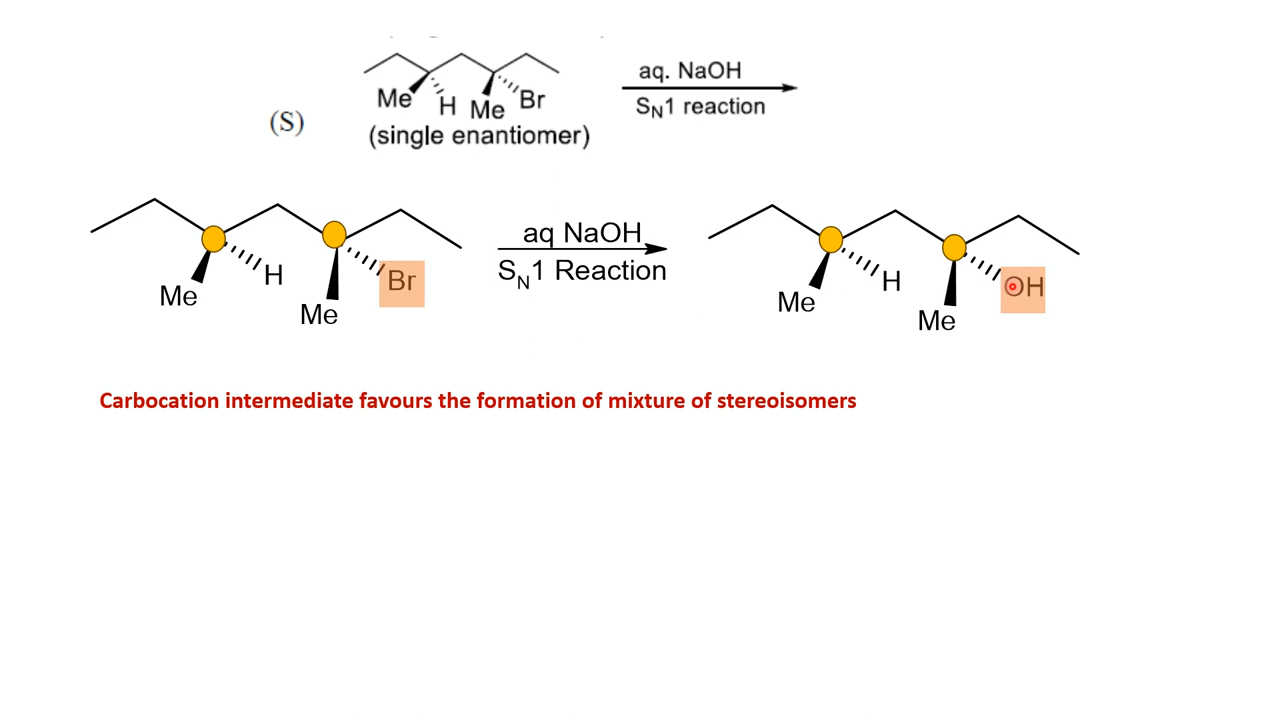 Me H Me Br
aq. NaOH
SN1 reaction
(S)
(single enantiomer)
Me H Me Br
aq NaOH
SN1 Reaction
Me H Me OH
Carbocation intermediate favours the formation of mixture of stereoisomers